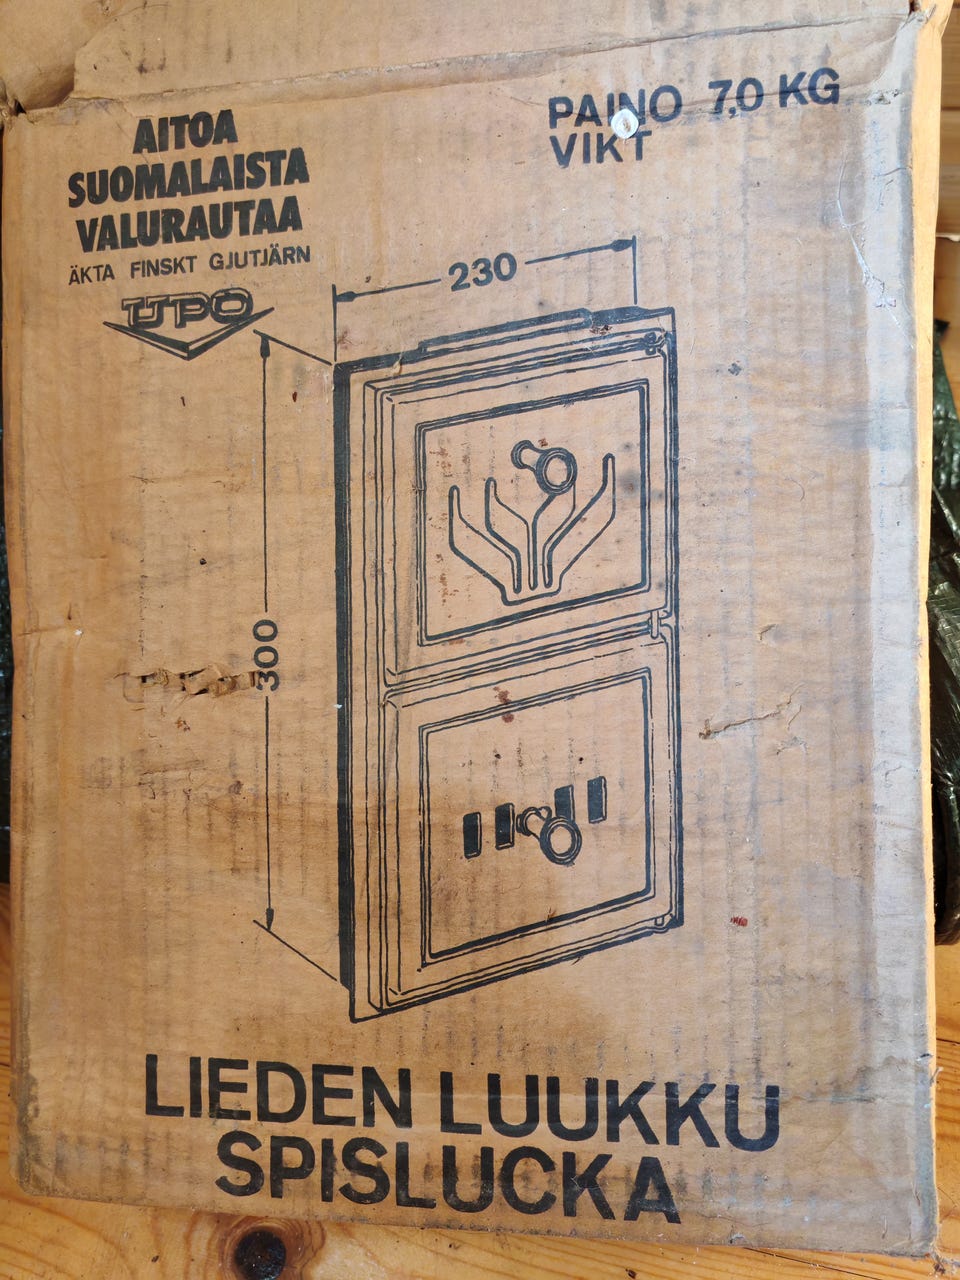 AITOA
SUOMALAISTA
VALURAUTAA
ÄKTA FINSKT GJUTJÄRN
UPO
PAINO 7,0 KG
VIKT
230
300
LIEDEN LUUKKU
SPISLUCKA